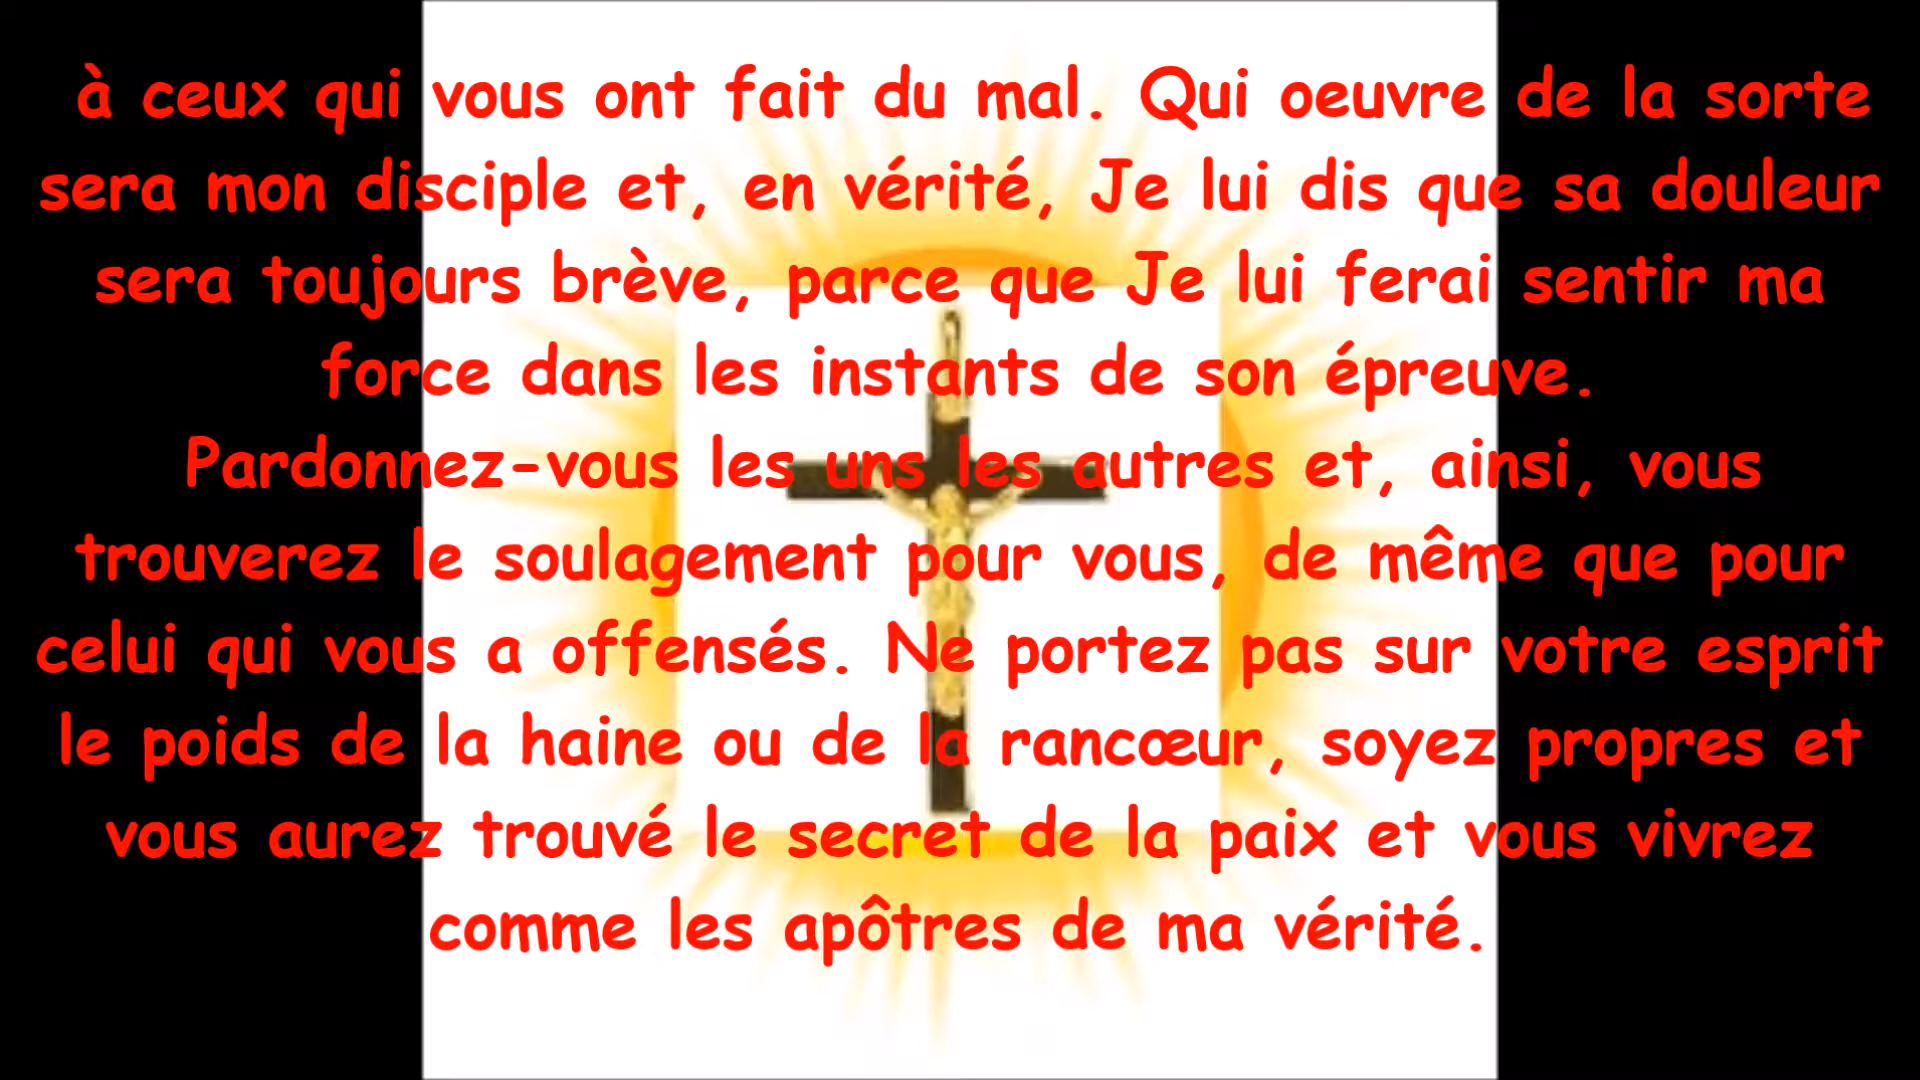 à ceux qui vous ont fait du mal. Qui oeuvre de la sorte
sera mon disciple et, en vérité, Je lui dis que sa douleur
sera toujours brève, parce que Je lui ferai sentir ma
force dans les instants de son épreuve.
Pardonnez-vous les uns les autres et, ainsi, vous
trouverez le soulagement pour vous, de même que pour
celui qui vous a offensés. Ne portez pas sur votre esprit
le poids de la haine ou de la rancœur, soyez propres et
vous aurez trouvé le secret de la paix et vous vivrez
comme les apôtres de ma vérité.